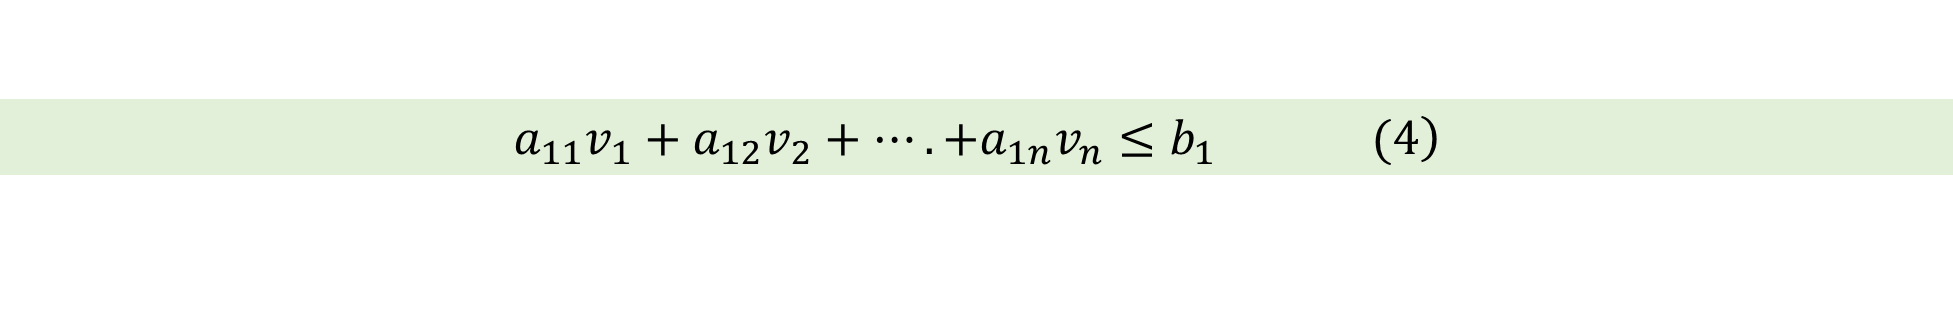 a₁₁v₁ + a₁₂v₂ + ⋯ . +a₁ₙvₙ ≤ b₁ (4)